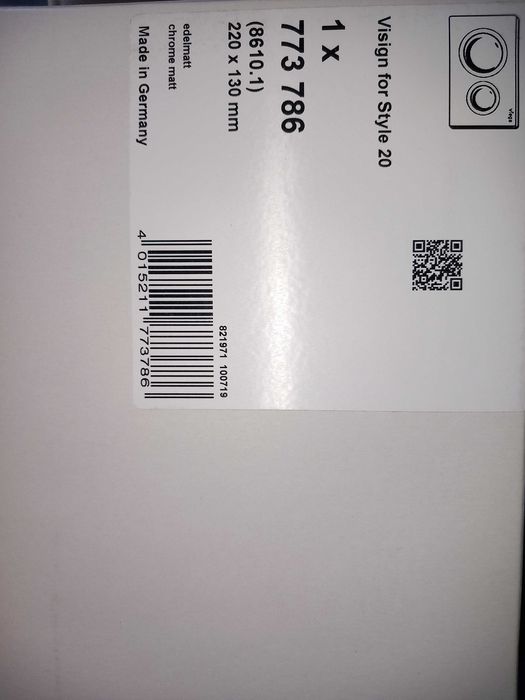 viega
Visign for Style 20
1 x
773 786
(8610.1)
220 x 130 mm
edelmatt
chrome matt
Made in Germany
821971 100719
4 015211 773786